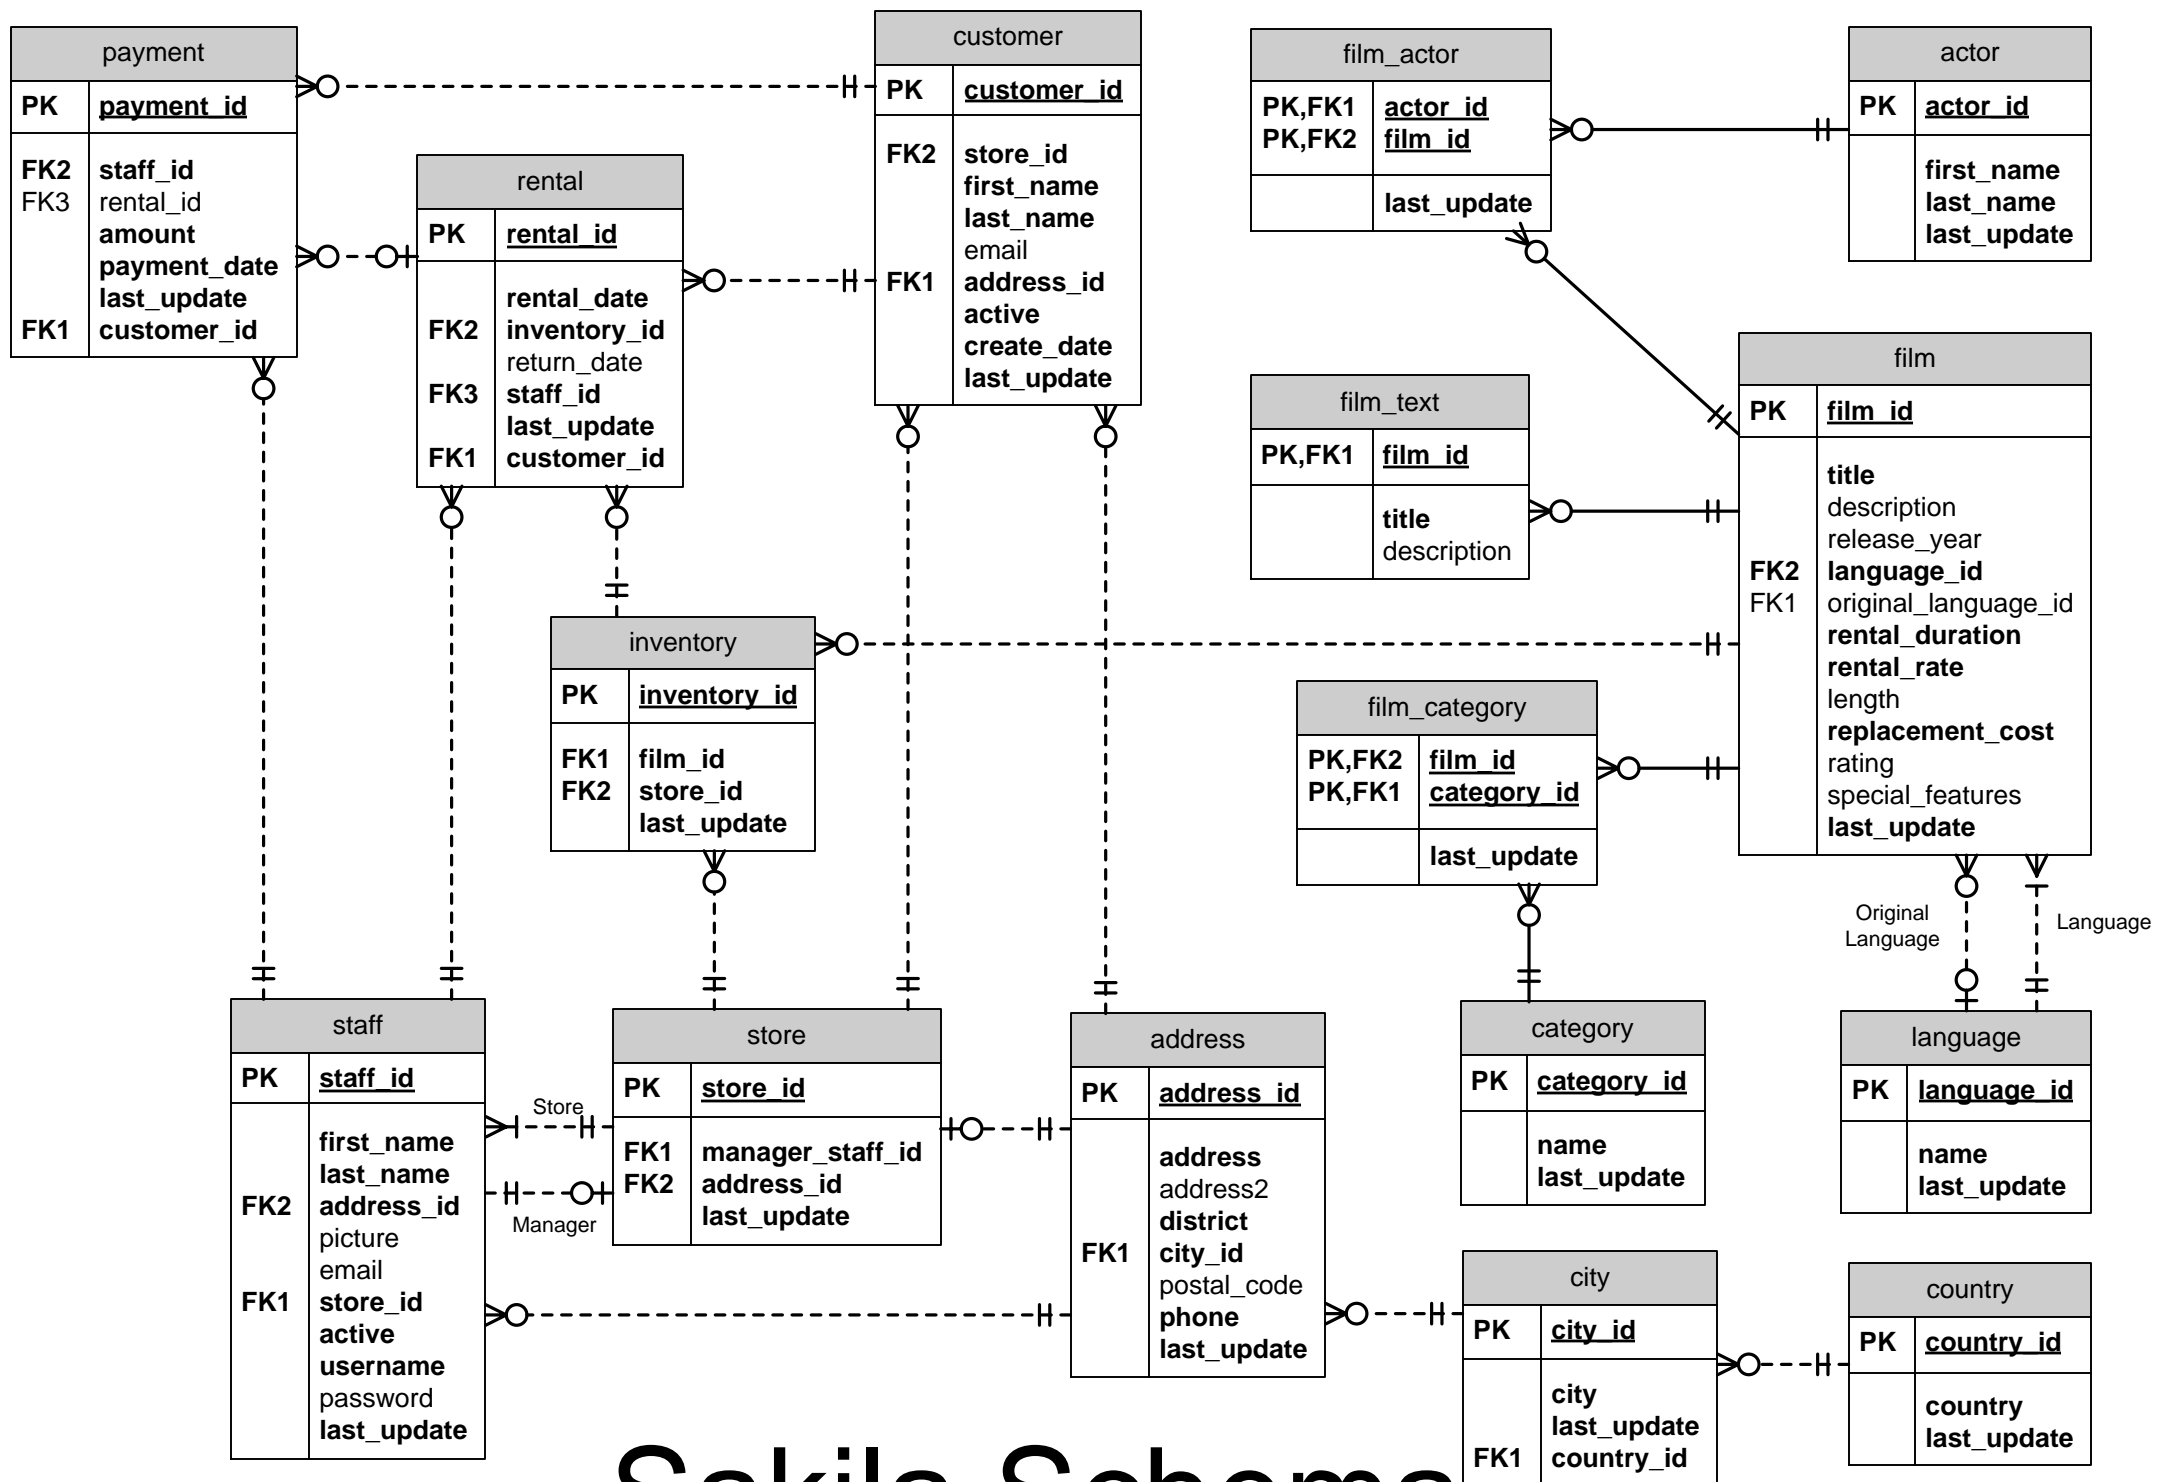 payment
PK payment_id
FK2 staff_id
FK3 rental_id
amount
payment_date
last_update
FK1 customer_id
rental
PK rental_id
rental_date
FK2 inventory_id
return_date
FK3 staff_id
last_update
FK1 customer_id
customer
PK customer_id
FK2 store_id
first_name
last_name
email
FK1 address_id
active
create_date
last_update
film_actor
PK,FK1 actor_id
PK,FK2 film_id
last_update
actor
PK actor_id
first_name
last_name
last_update
film_text
PK,FK1 film_id
title
description
film
PK film_id
title
description
release_year
FK2 language_id
FK1 original_language_id
rental_duration
rental_rate
length
replacement_cost
rating
special_features
last_update
inventory
PK inventory_id
FK1 film_id
FK2 store_id
last_update
film_category
PK,FK2 film_id
PK,FK1 category_id
last_update
Original
Language
Language
staff
PK staff_id
first_name
last_name
FK2 address_id
picture
email
FK1 store_id
active
username
password
last_update
Store
Manager
store
PK store_id
FK1 manager_staff_id
FK2 address_id
last_update
address
PK address_id
address
address2
district
FK1 city_id
postal_code
phone
last_update
category
PK category_id
name
last_update
language
PK language_id
name
last_update
city
PK city_id
city
last_update
FK1 country_id
country
PK country_id
country
last_update
Sakila Schema